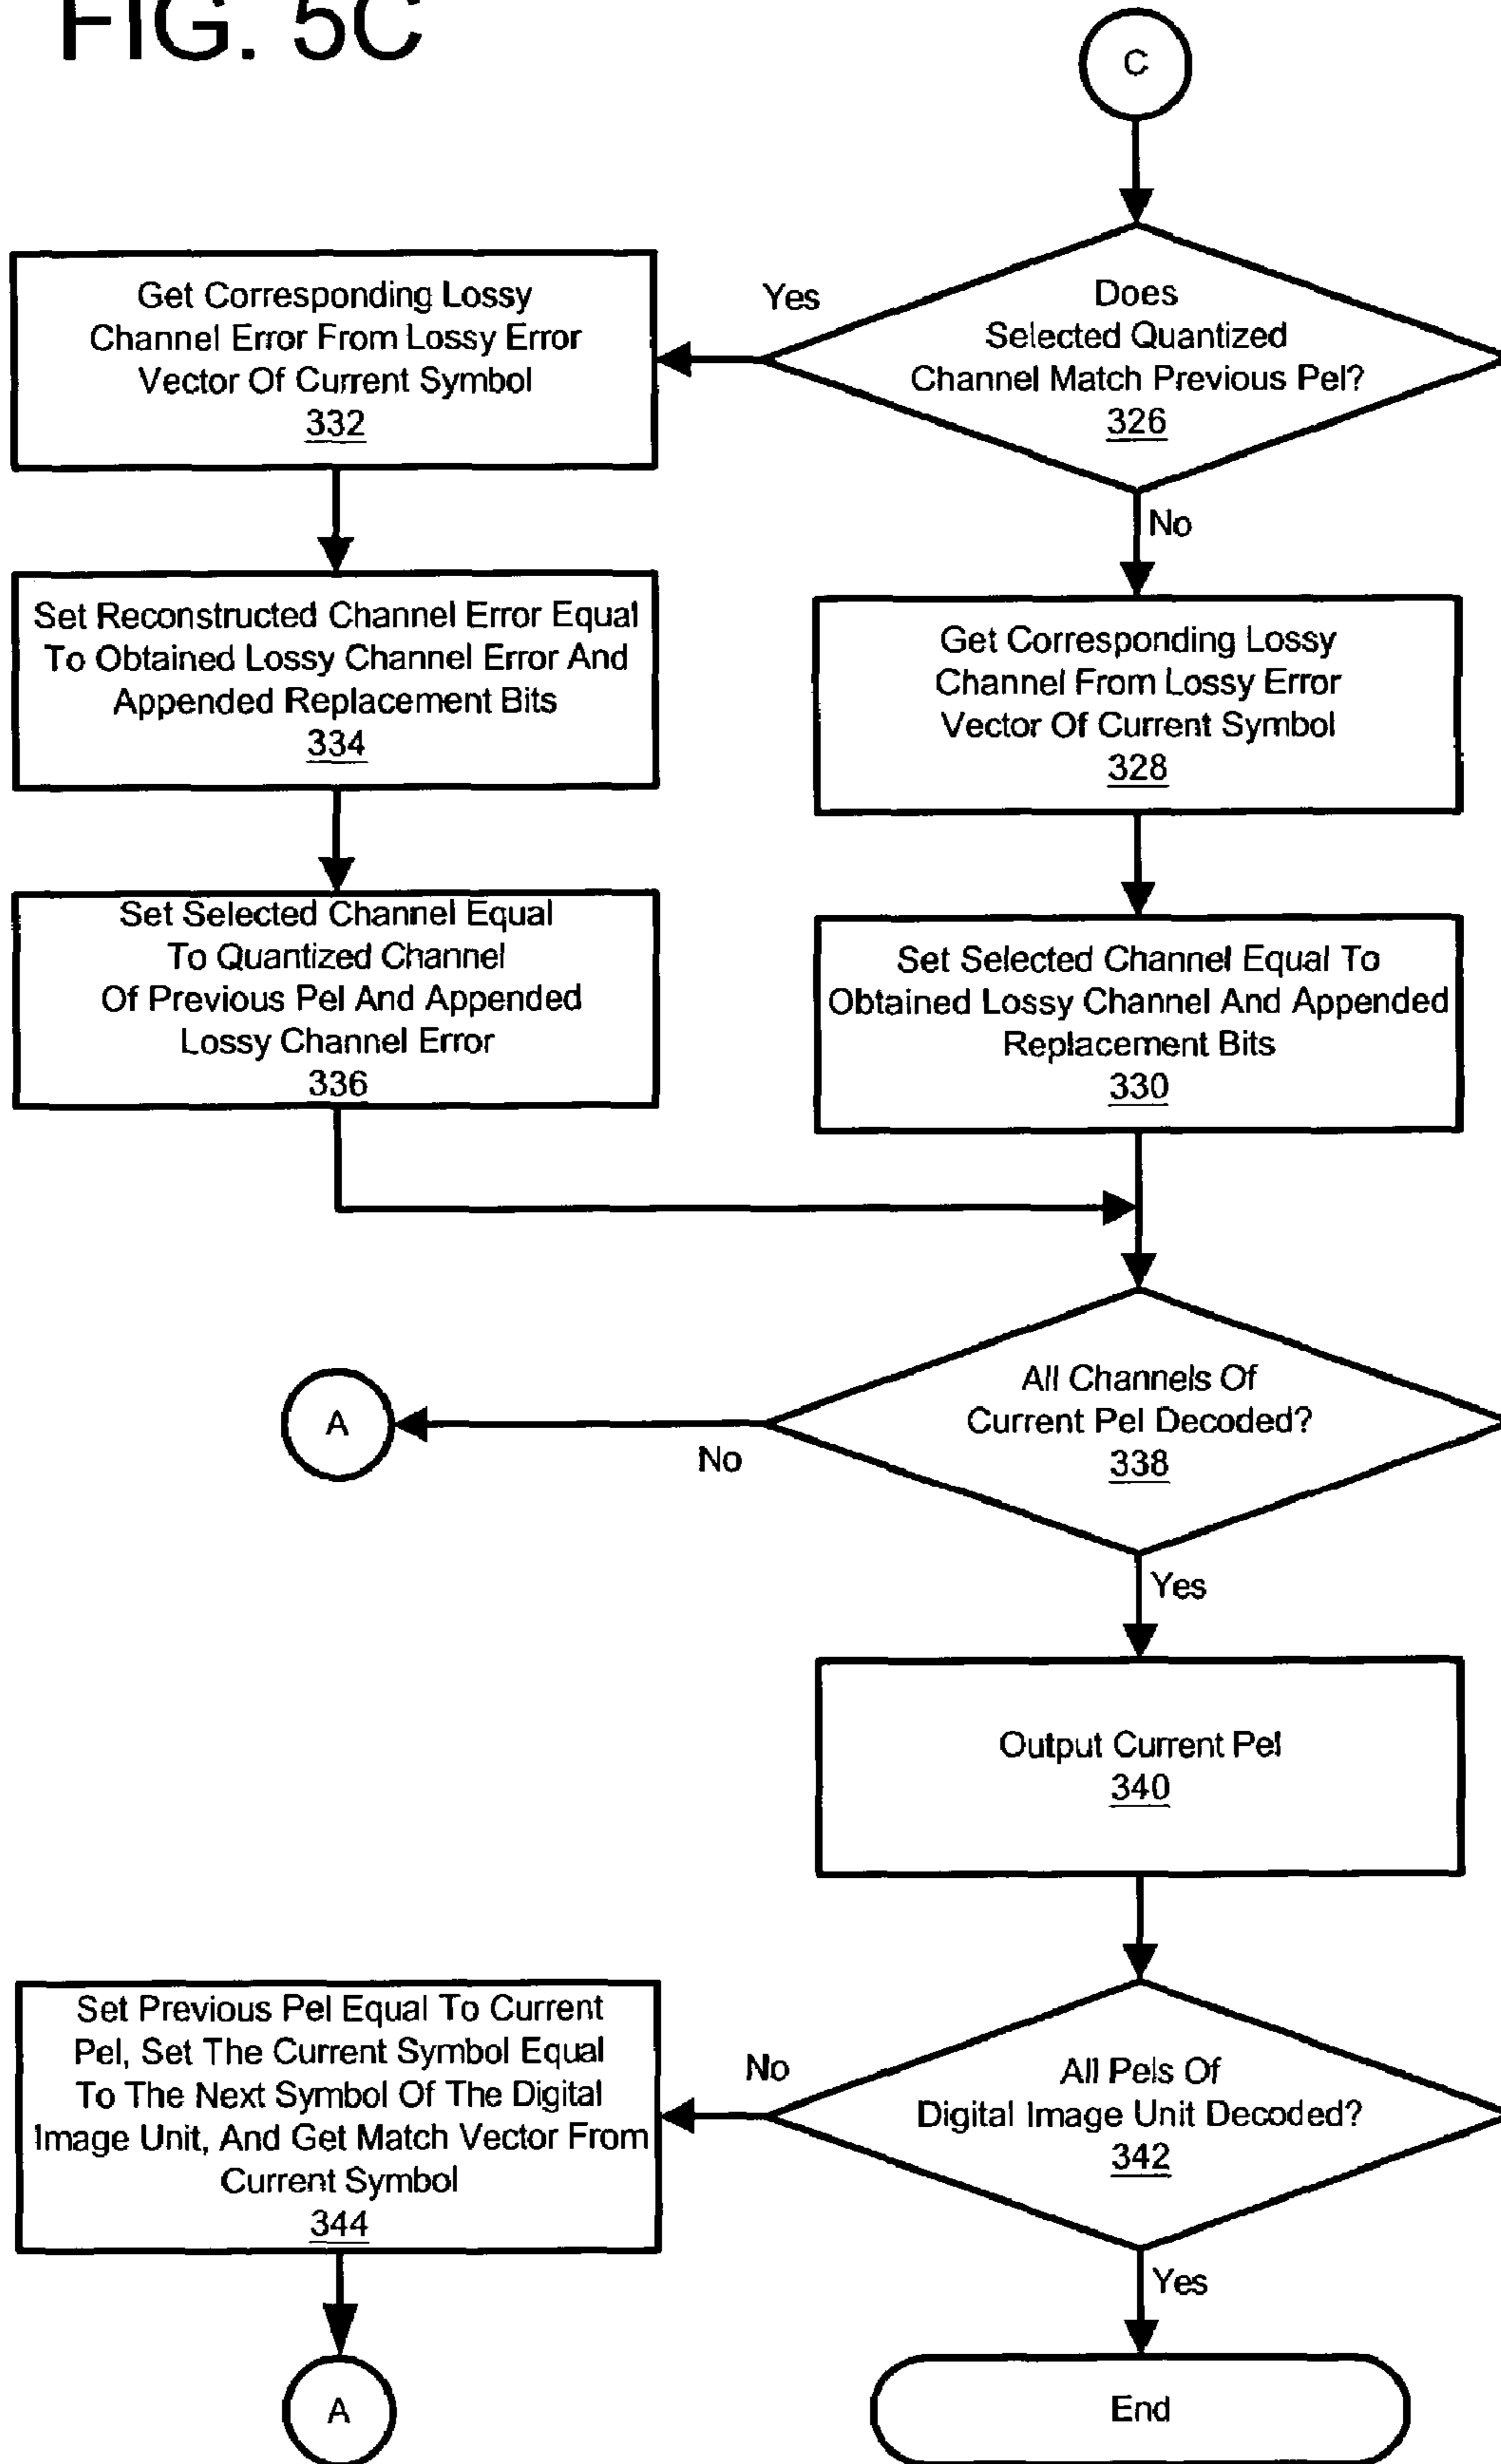 FIG. 5C
C
Does
Selected Quantized
Channel Match Previous Pel?
326
Yes
No
Get Corresponding Lossy
Channel Error From Lossy Error
Vector Of Current Symbol
332
Set Reconstructed Channel Error Equal
To Obtained Lossy Channel Error And
Appended Replacement Bits
334
Set Selected Channel Equal
To Quantized Channel
Of Previous Pel And Appended
Lossy Channel Error
336
Get Corresponding Lossy
Channel From Lossy Error
Vector Of Current Symbol
328
Set Selected Channel Equal To
Obtained Lossy Channel And Appended
Replacement Bits
330
All Channels Of
Current Pel Decoded?
338
No
A
Yes
Output Current Pel
340
All Pels Of
Digital Image Unit Decoded?
342
No
Set Previous Pel Equal To Current
Pel, Set The Current Symbol Equal
To The Next Symbol Of The Digital
Image Unit, And Get Match Vector From
Current Symbol
344
A
Yes
End